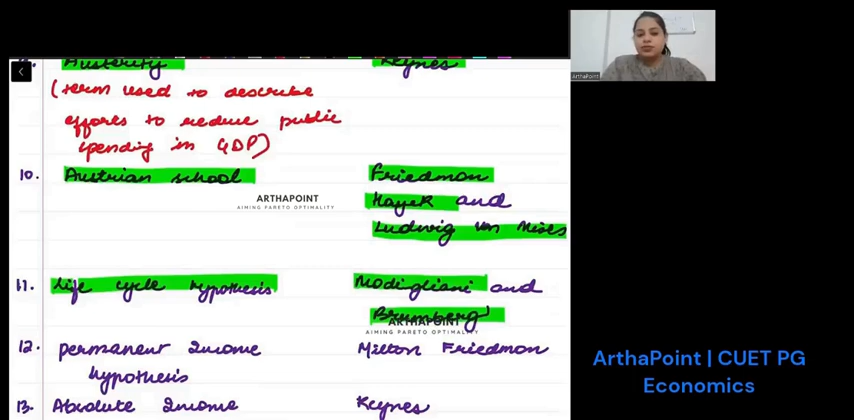 Austerity Keynes
(term used to describe
efforts to reduce public
spending in GDP)
10. Austrian school Friedman
ARTHAPOINT
AIMING PARETO OPTIMALITY
Hayek and
Ludwig von Mises
11. Life cycle hypothesis Modigliani and
Brumberg
ARTHAPOINT
AIMING PARETO OPTIMALITY
12. permanent Income Milton Friedman
hypothesis
13. Absolute Income Keynes
ArthaPoint
ArthaPoint | CUET PG
Economics